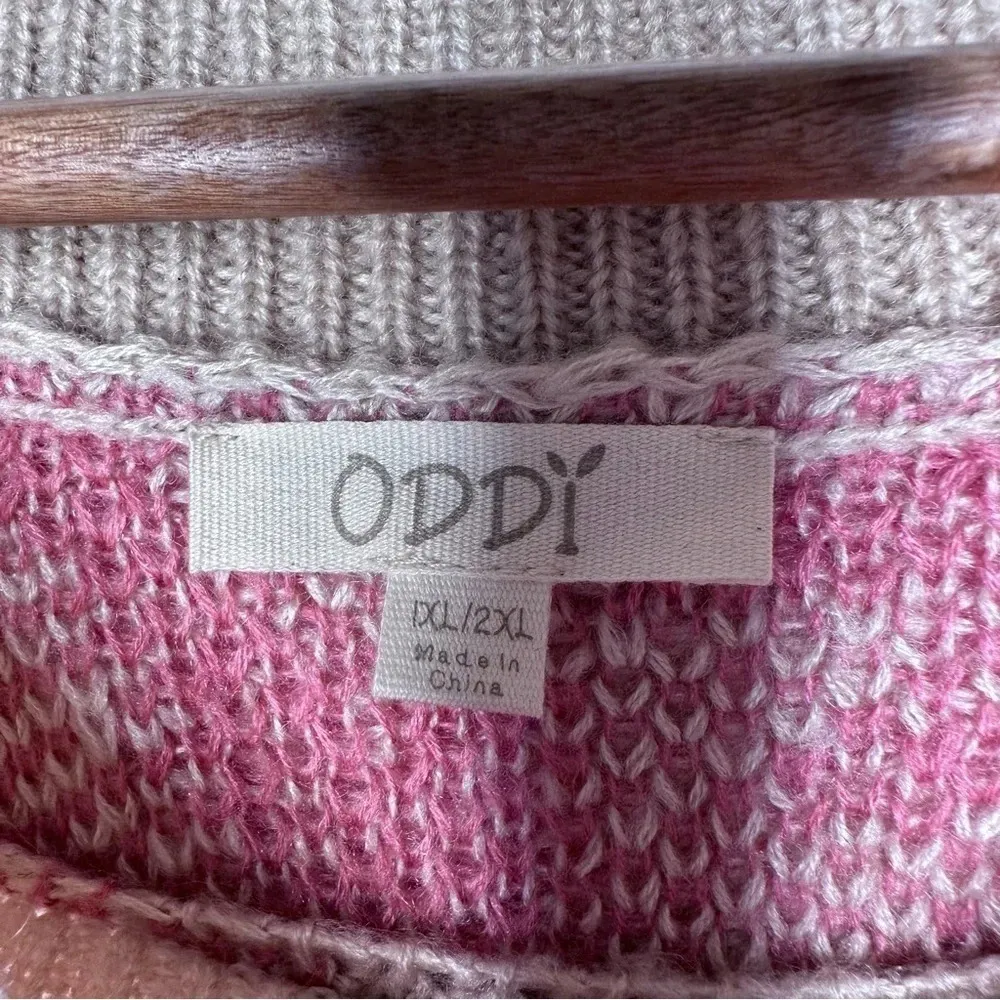 ODDi
1XL/2XL
Made In
China